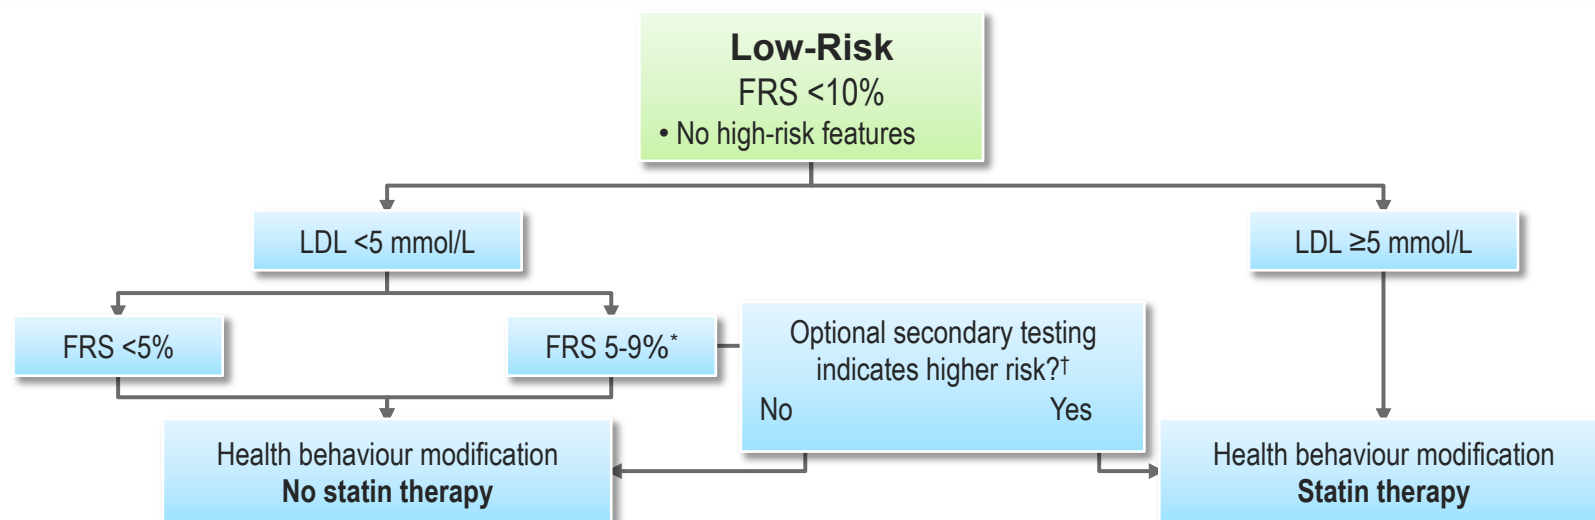 Low-Risk
FRS <10%
• No high-risk features
LDL <5 mmol/L
LDL ≥5 mmol/L
FRS <5%
FRS 5-9%*
Optional secondary testing
indicates higher risk?†
No Yes
Health behaviour modification
No statin therapy
Health behaviour modification
Statin therapy